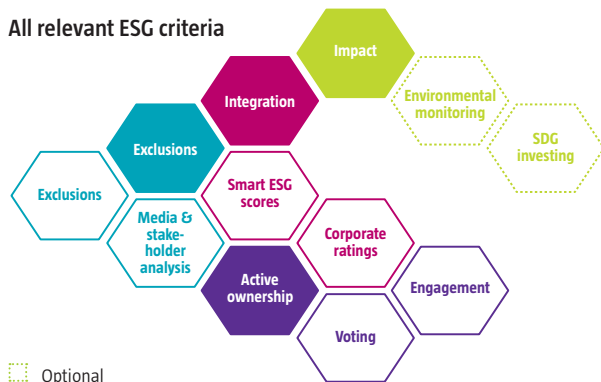 All relevant ESG criteria
Impact
Integration
Environmental
monitoring
Exclusions
SDG
investing
Exclusions
Smart ESG
scores
Media &
stake-
holder
analysis
Corporate
ratings
Active
ownership
Engagement
Voting
Optional